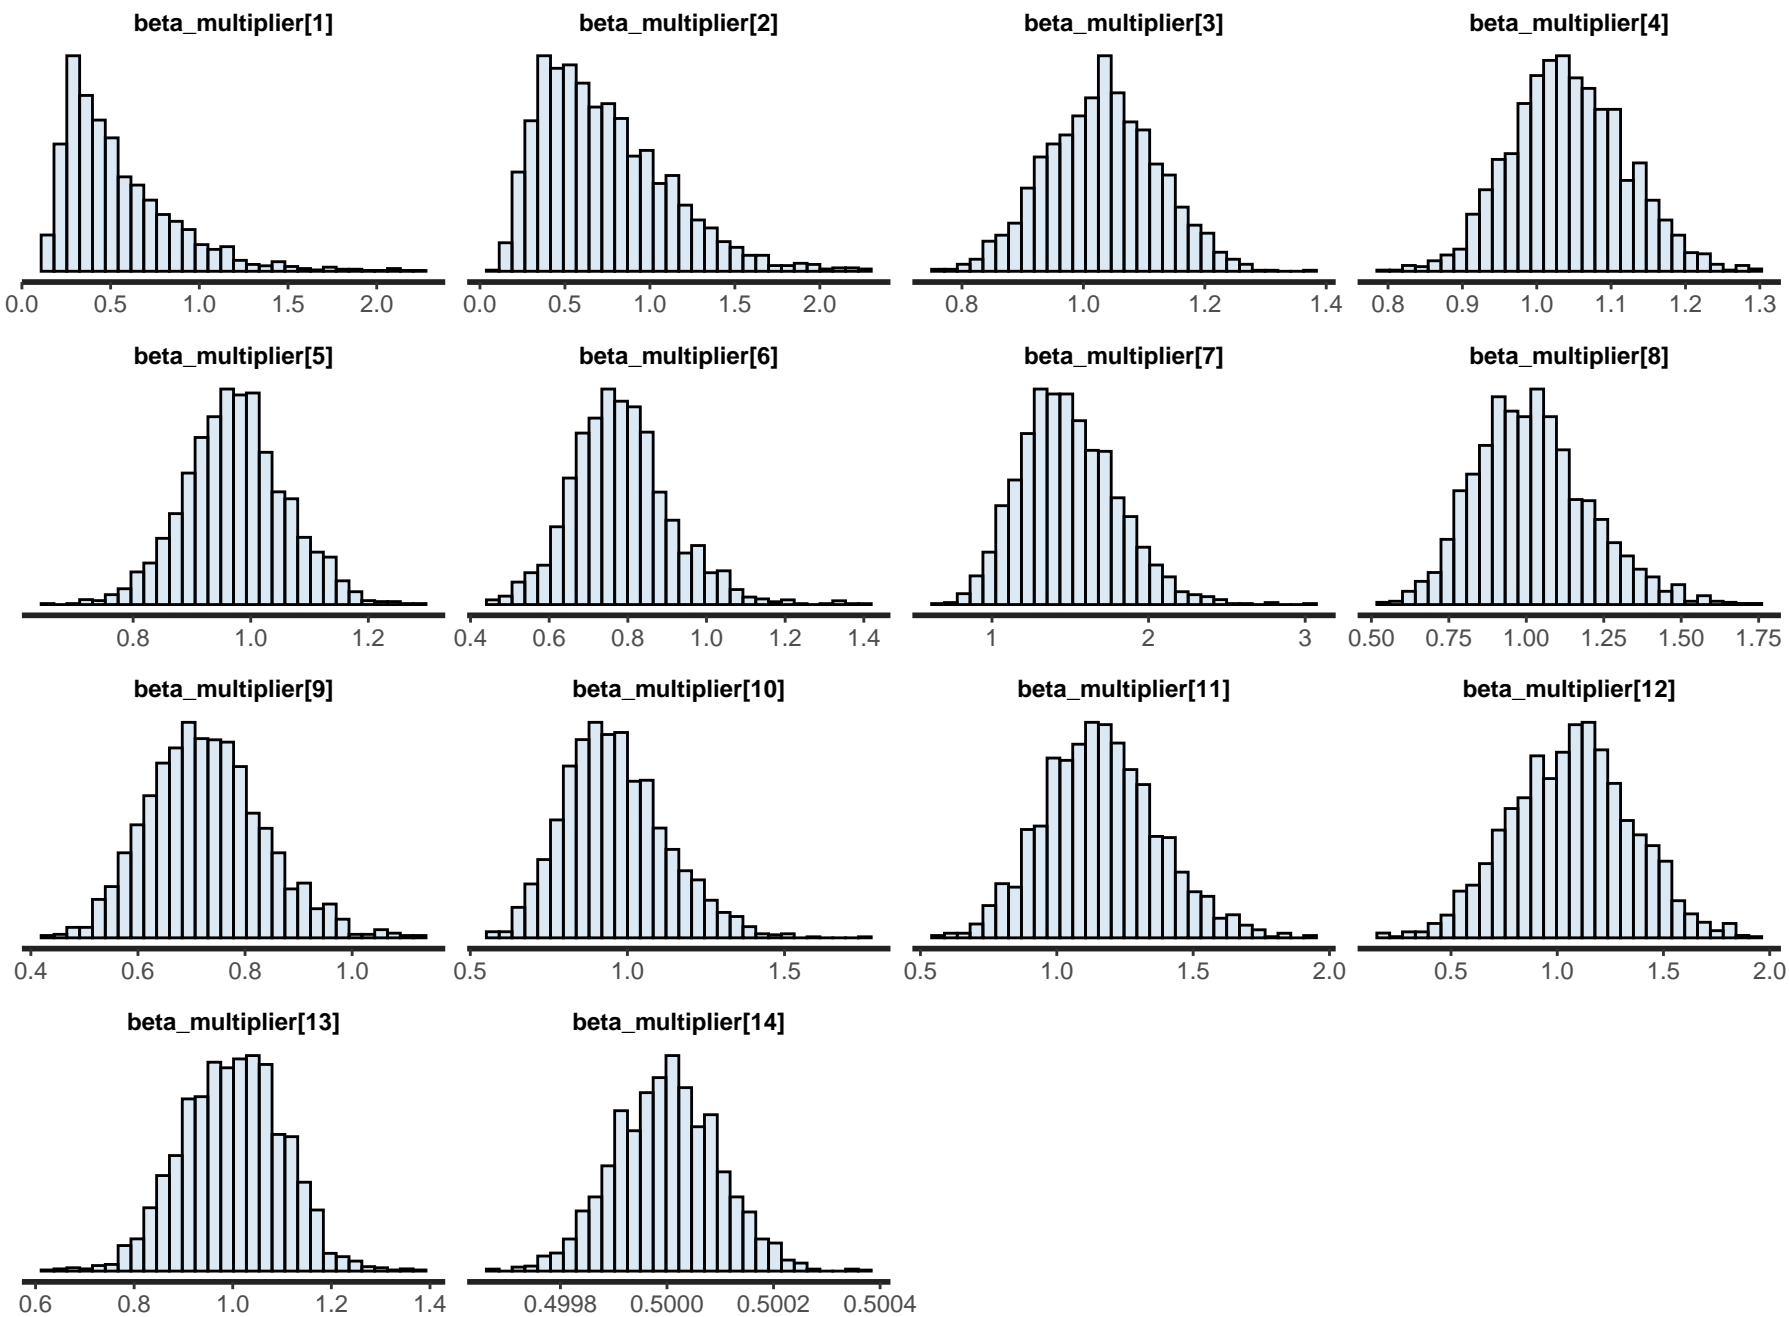 beta_multiplier[1] beta_multiplier[2] beta_multiplier[3] beta_multiplier[4]
0.0 0.5 1.0 1.5 2.0 0.0 0.5 1.0 1.5 2.0 0.8 1.0 1.2 1.4 0.8 0.9 1.0 1.1 1.2 1.3
beta_multiplier[5] beta_multiplier[6] beta_multiplier[7] beta_multiplier[8]
0.8 1.0 1.2 0.4 0.6 0.8 1.0 1.2 1.4 1 2 3 0.50 0.75 1.00 1.25 1.50 1.75
beta_multiplier[9] beta_multiplier[10] beta_multiplier[11] beta_multiplier[12]
0.4 0.6 0.8 1.0 0.5 1.0 1.5 0.5 1.0 1.5 2.0 0.5 1.0 1.5 2.0
beta_multiplier[13] beta_multiplier[14]
0.6 0.8 1.0 1.2 1.4 0.4998 0.5000 0.5002 0.5004